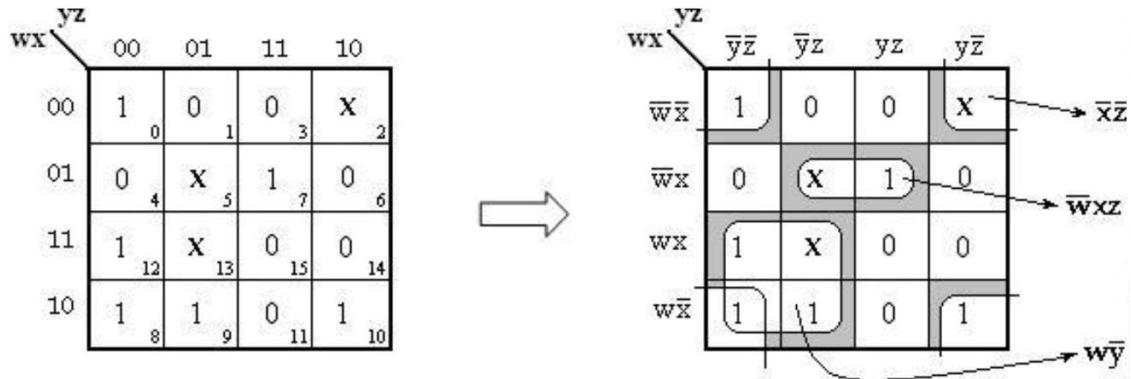 yz
wx
00 01 11 10
00 1 0 0 X
0 1 3 2
01 0 X 1 0
4 5 7 6
11 1 X 0 0
12 13 15 14
10 1 1 0 1
8 9 11 10
yz
wx
y̅z̅ y̅z yz yz̅
w̅x̅ 1 0 0 X x̅z̅
w̅x 0 X 1 0 w̅xz
wx 1 X 0 0
wx̅ 1 1 0 1
wy̅